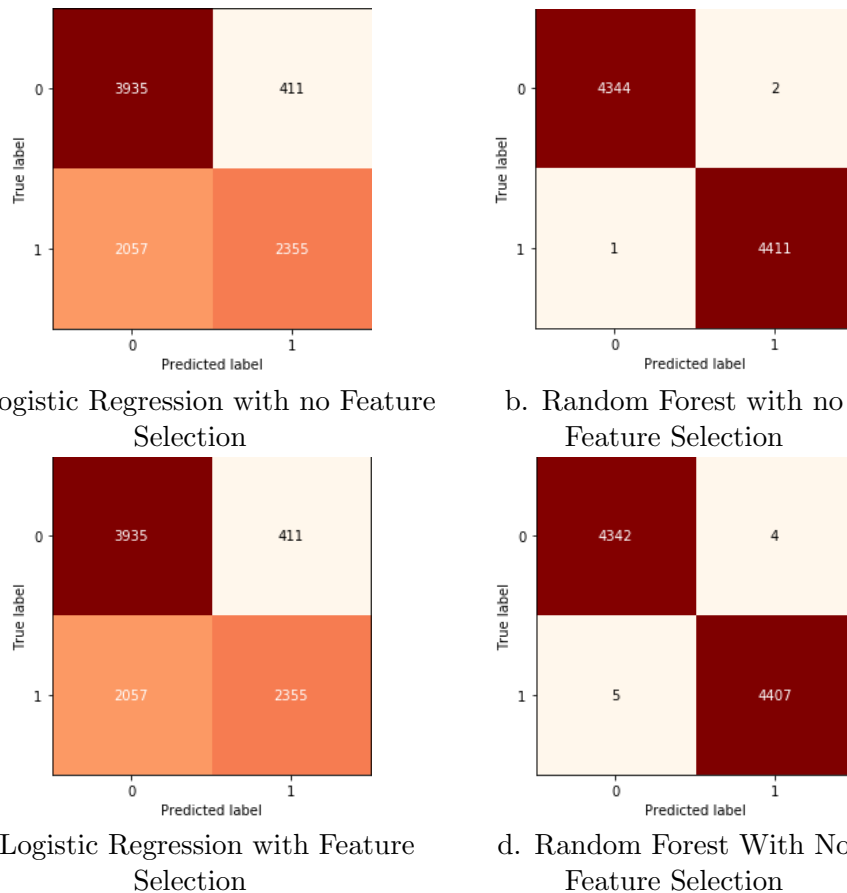 0
3935
411
True label
1
2057
2355
0
1
Predicted label
ogistic Regression with no Feature
Selection
0
4344
2
True label
1
1
4411
0
1
Predicted label
b. Random Forest with no
Feature Selection
0
3935
411
True label
1
2057
2355
0
1
Predicted label
Logistic Regression with Feature
Selection
0
4342
4
True label
1
5
4407
0
1
Predicted label
d. Random Forest With No
Feature Selection